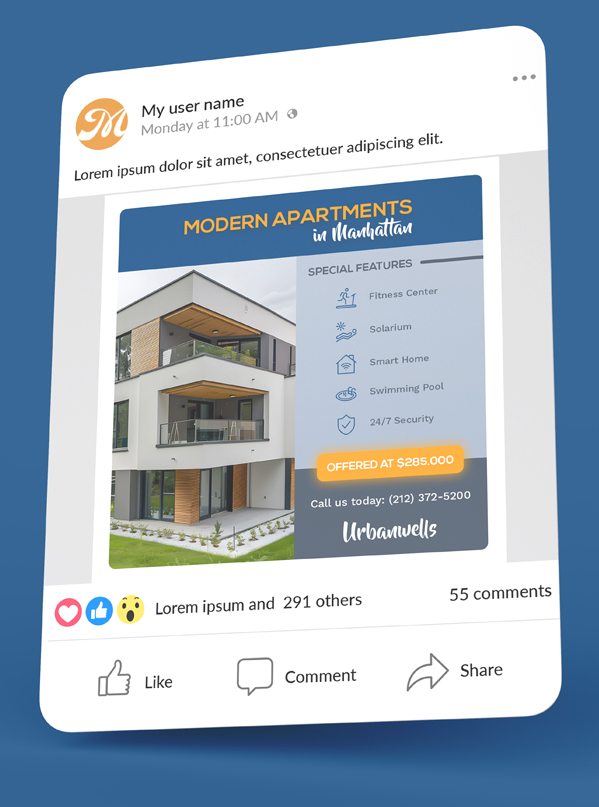 M
My user name
Monday at 11:00 AM
Lorem ipsum dolor sit amet, consectetuer adipiscing elit.
MODERN APARTMENTS
in Manhattan
SPECIAL FEATURES
Fitness Center
Solarium
Smart Home
Swimming Pool
24/7 Security
OFFERED AT $285.000
Call us today: (212) 372-5200
Urbanwells
Lorem ipsum and 291 others
55 comments
Like
Comment
Share